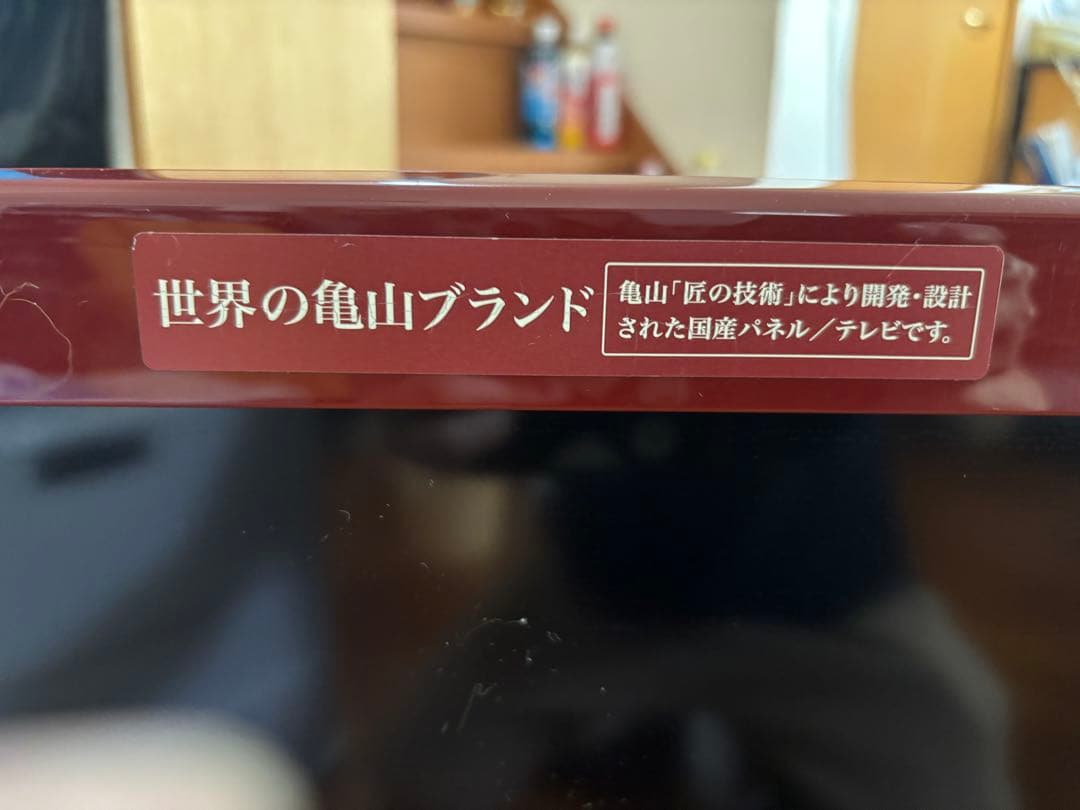 世界の亀山ブランド
亀山「匠の技術」により開発・設計
された国産パネル／テレビです。